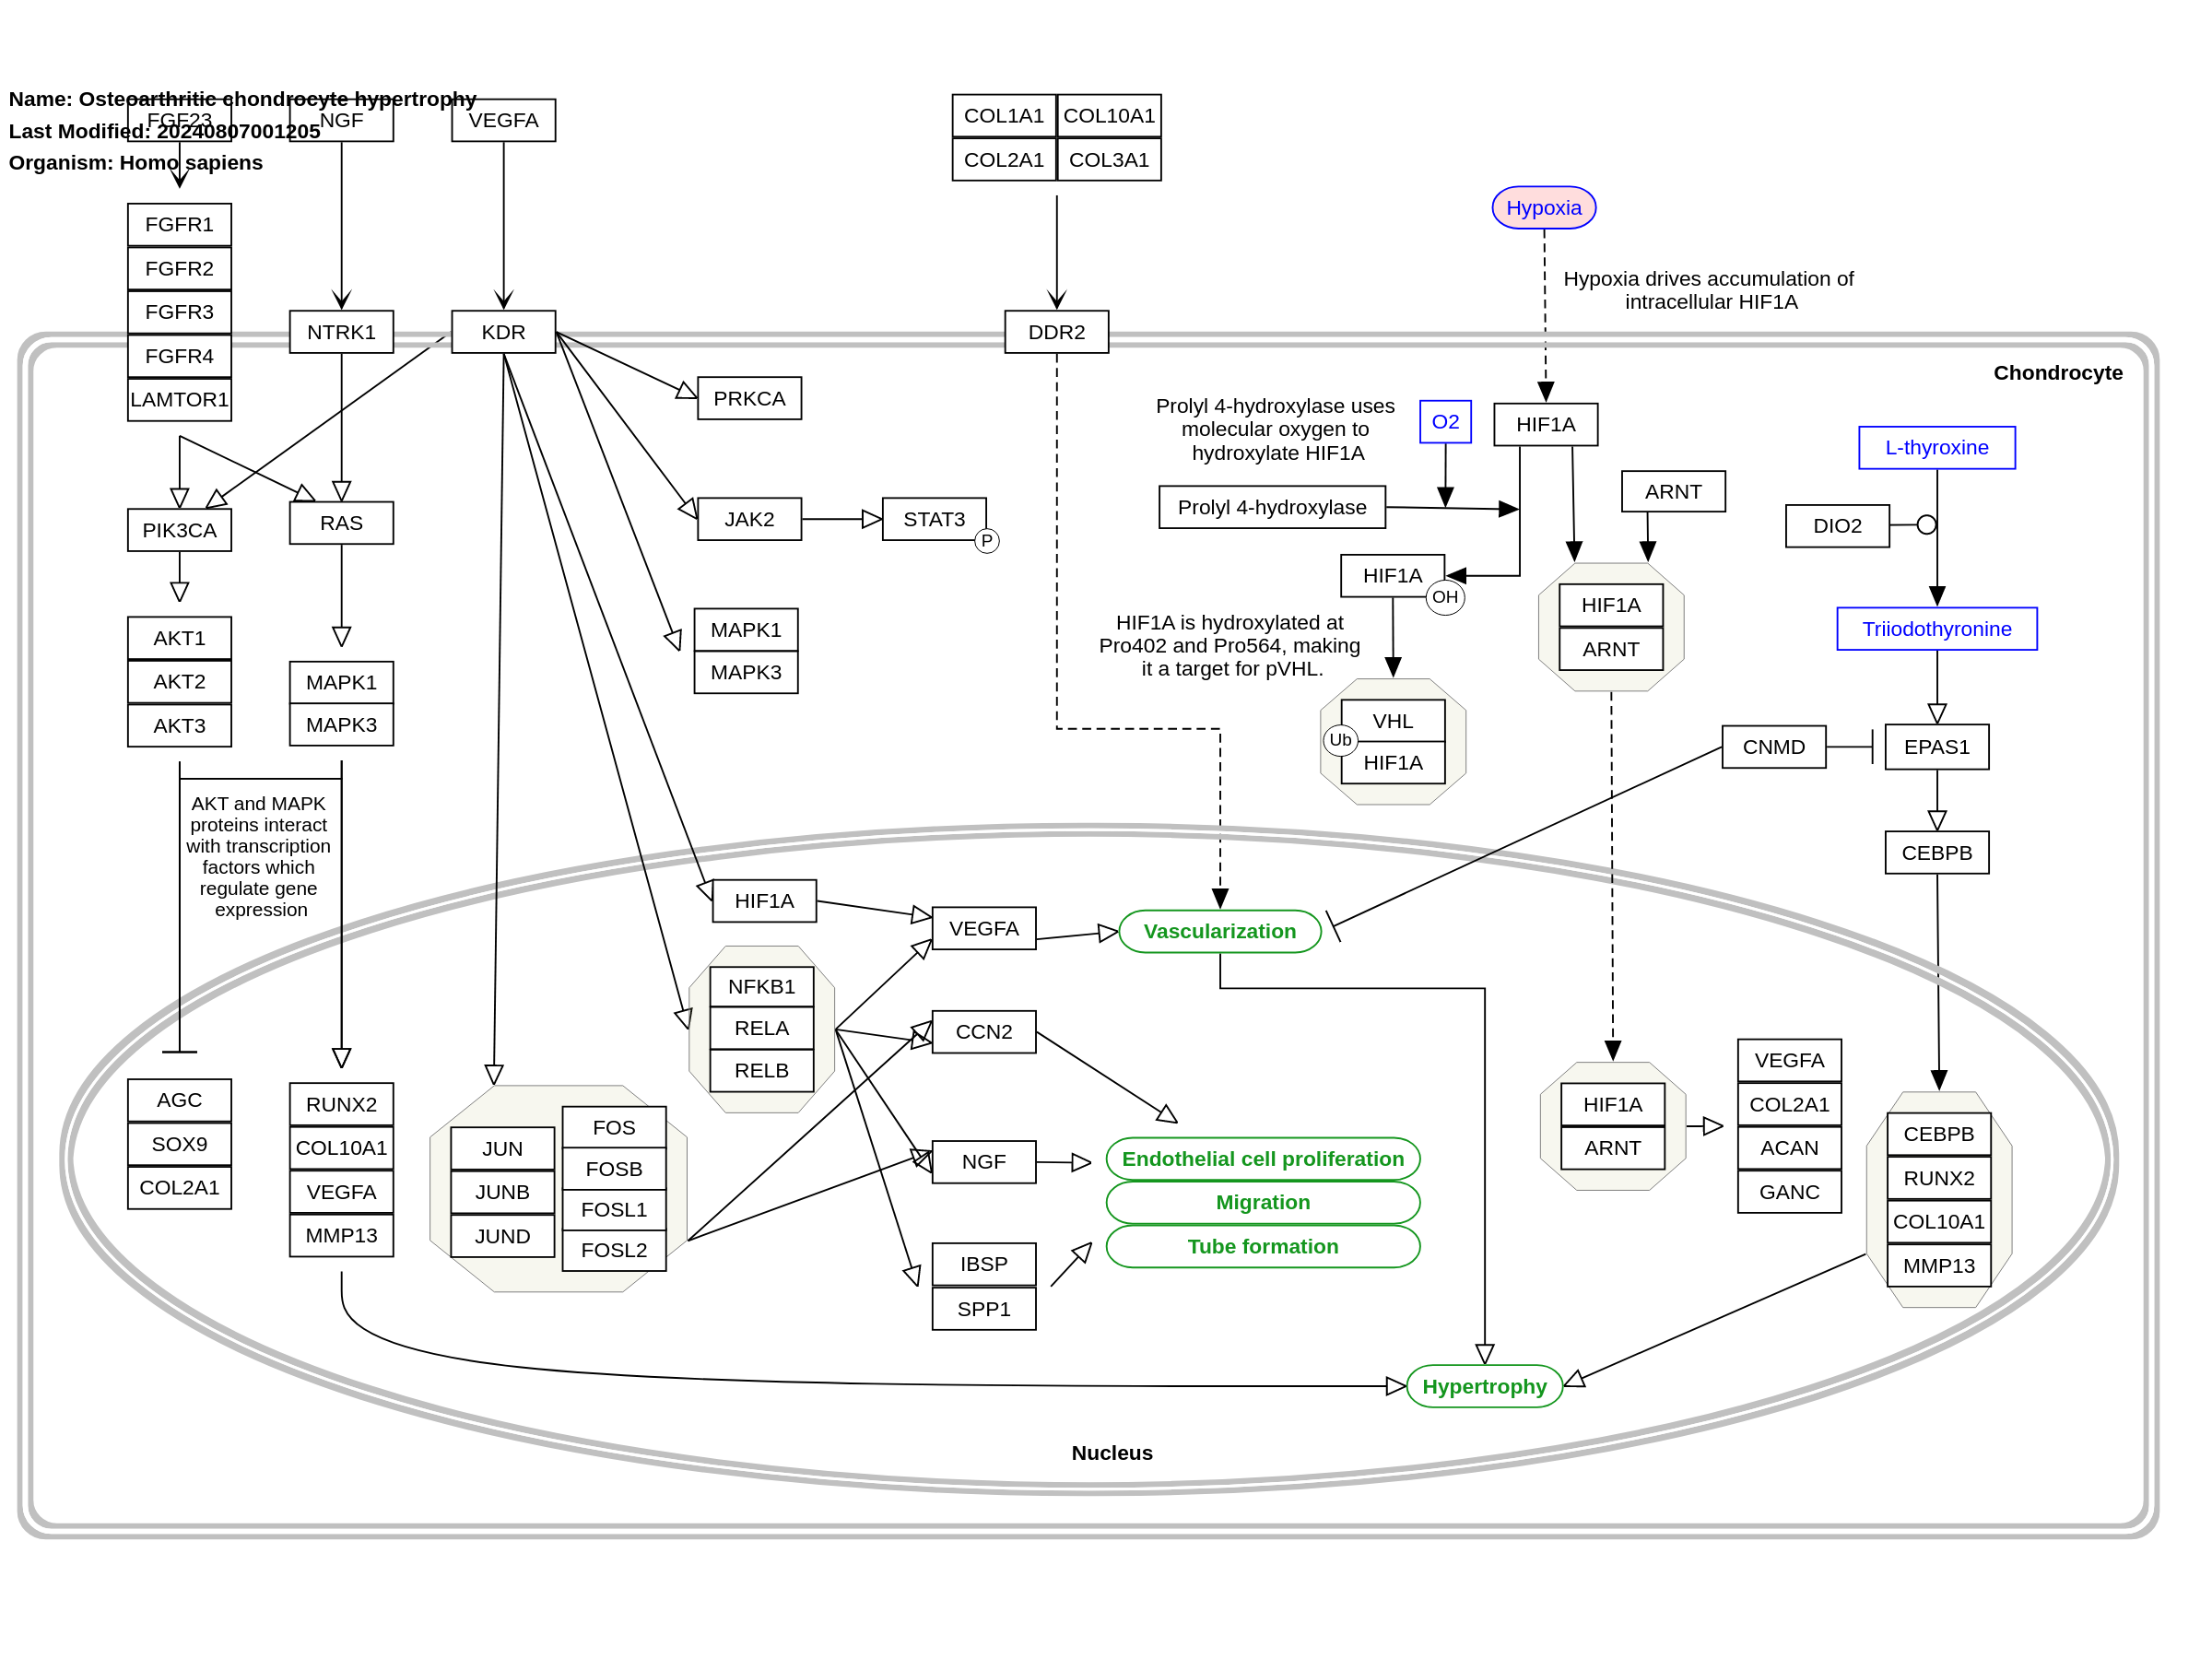 Name: Osteoarthritic chondrocyte hypertrophy
Last Modified: 20240807001205
Organism: Homo sapiens
FGF23
NGF
VEGFA
COL1A1
COL10A1
COL2A1
COL3A1
Hypoxia
Hypoxia drives accumulation of
intracellular HIF1A
FGFR1
FGFR2
FGFR3
FGFR4
LAMTOR1
NTRK1
KDR
DDR2
Chondrocyte
PRKCA
JAK2
STAT3
P
MAPK1
MAPK3
Prolyl 4-hydroxylase uses
molecular oxygen to
hydroxylate HIF1A
O2
HIF1A
L-thyroxine
Prolyl 4-hydroxylase
ARNT
DIO2
HIF1A
OH
HIF1A
ARNT
Triiodothyronine
HIF1A is hydroxylated at
Pro402 and Pro564, making
it a target for pVHL.
VHL
Ub
HIF1A
CNMD
EPAS1
CEBPB
PIK3CA
RAS
AKT1
AKT2
AKT3
MAPK1
MAPK3
AKT and MAPK
proteins interact
with transcription
factors which
regulate gene
expression
HIF1A
VEGFA
Vascularization
NFKB1
RELA
RELB
CCN2
AGC
SOX9
COL2A1
RUNX2
COL10A1
VEGFA
MMP13
JUN
JUNB
JUND
FOS
FOSB
FOSL1
FOSL2
NGF
IBSP
SPP1
Endothelial cell proliferation
Migration
Tube formation
HIF1A
ARNT
VEGFA
COL2A1
ACAN
GANC
CEBPB
RUNX2
COL10A1
MMP13
Hypertrophy
Nucleus